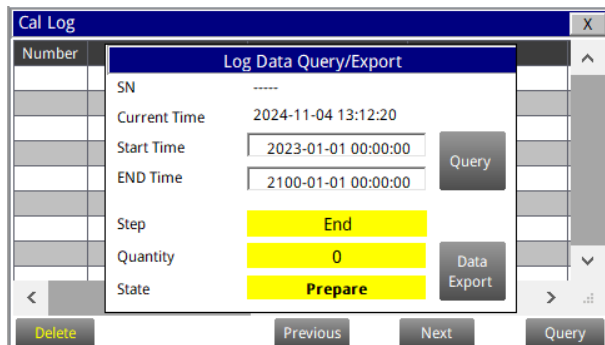 Cal Log X
Number
Log Data Query/Export
SN -----
Current Time 2024-11-04 13:12:20
Start Time 2023-01-01 00:00:00
Query
END Time 2100-01-01 00:00:00
Step End
Quantity 0
Data
Export
State Prepare
Delete Previous Next Query